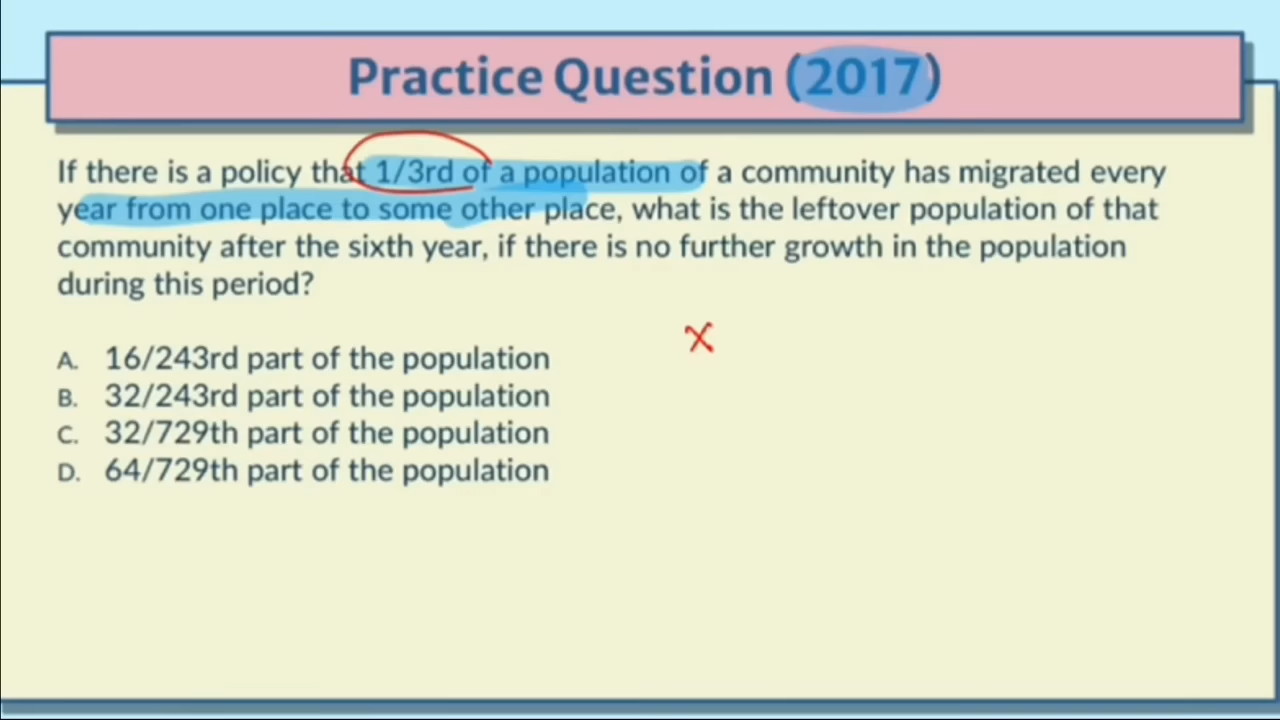 Practice Question (2017)
If there is a policy that 1/3rd of a population of a community has migrated every
year from one place to some other place, what is the leftover population of that
community after the sixth year, if there is no further growth in the population
during this period?
x
A. 16/243rd part of the population
B. 32/243rd part of the population
C. 32/729th part of the population
D. 64/729th part of the population